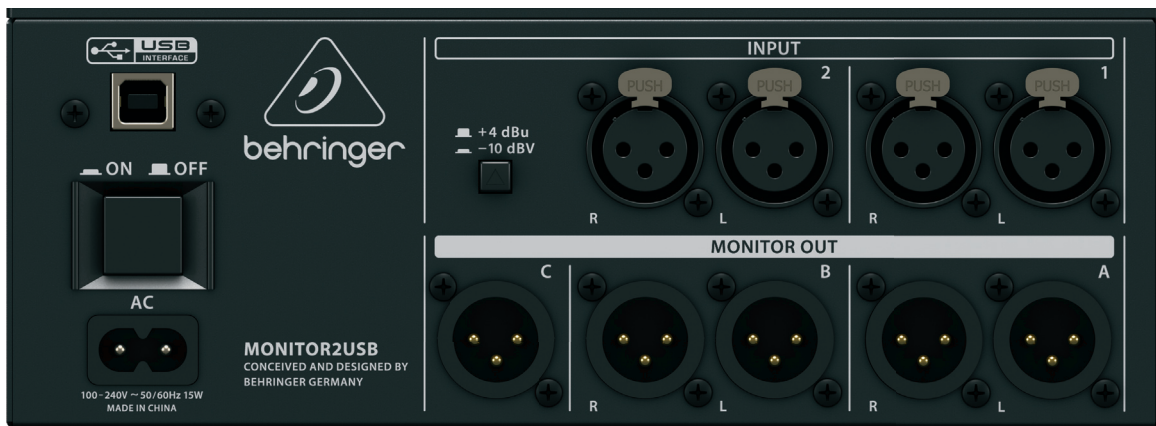 USB
INTERFACE
behringer
ON OFF
AC
100-240V ~ 50/60Hz 15W
MADE IN CHINA
MONITOR2USB
CONCEIVED AND DESIGNED BY
BEHRINGER GERMANY
INPUT
+4 dBu
-10 dBV
2
PUSH PUSH
R L
1
PUSH PUSH
R L
MONITOR OUT
C
B
R L
A
R L